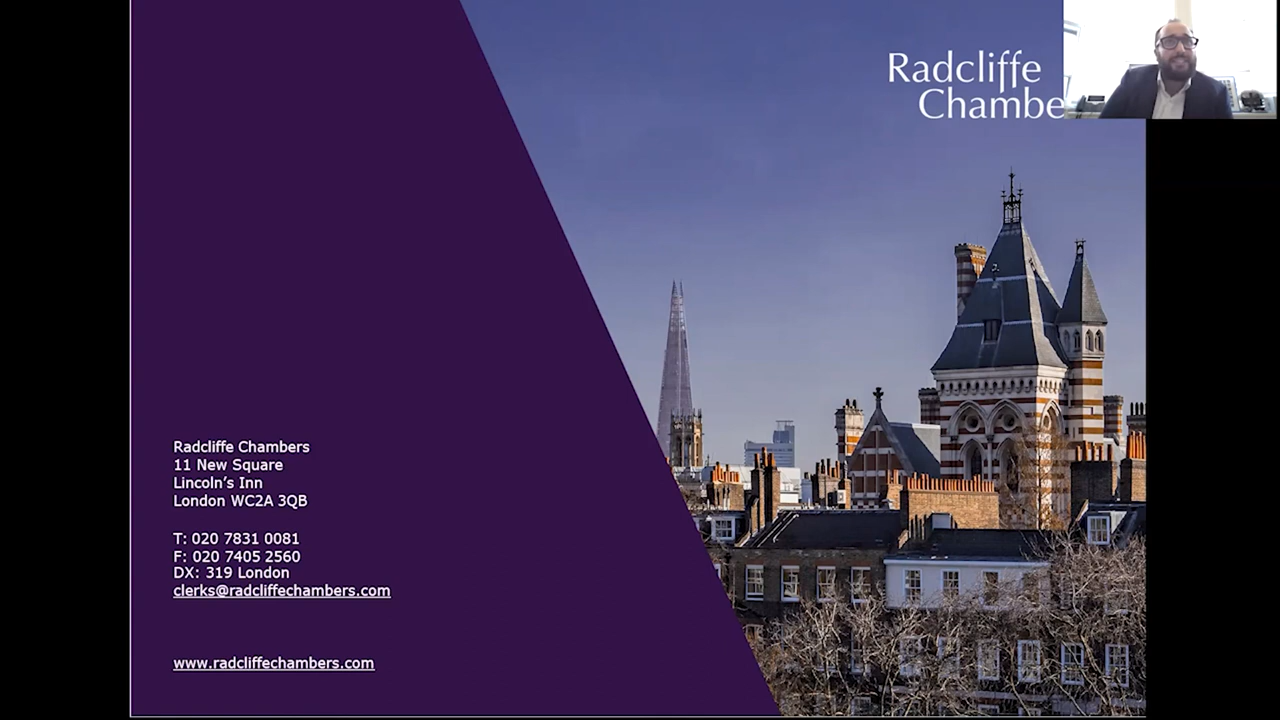 Radcliffe
Chambe
Radcliffe Chambers
11 New Square
Lincoln’s Inn
London WC2A 3QB
T: 020 7831 0081
F: 020 7405 2560
DX: 319 London
clerks@radcliffechambers.com
www.radcliffechambers.com